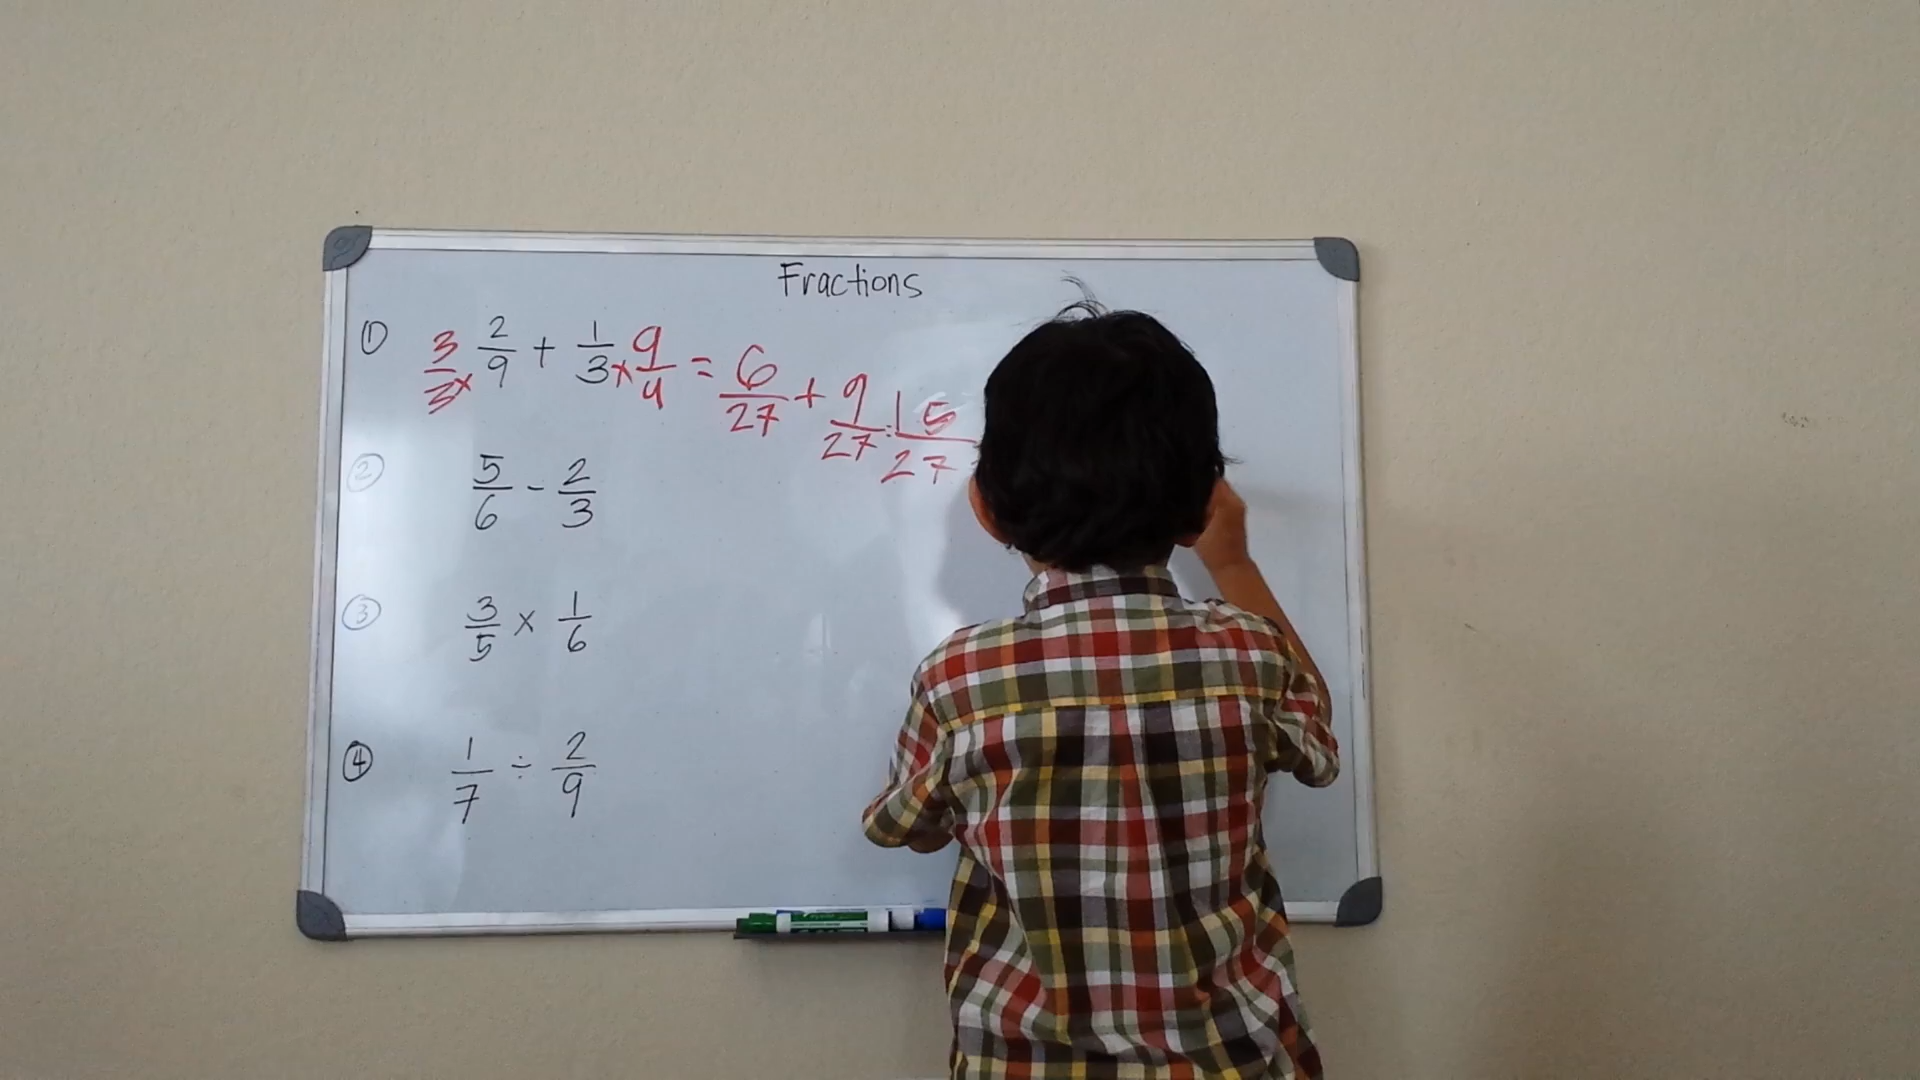 Fractions
① 3/3 × 2/9 + 1/3 × 9/4 = 6/27 + 9/27 = 15/27
② 5/6 - 2/3
③ 3/5 × 1/6
④ 1/7 ÷ 2/9